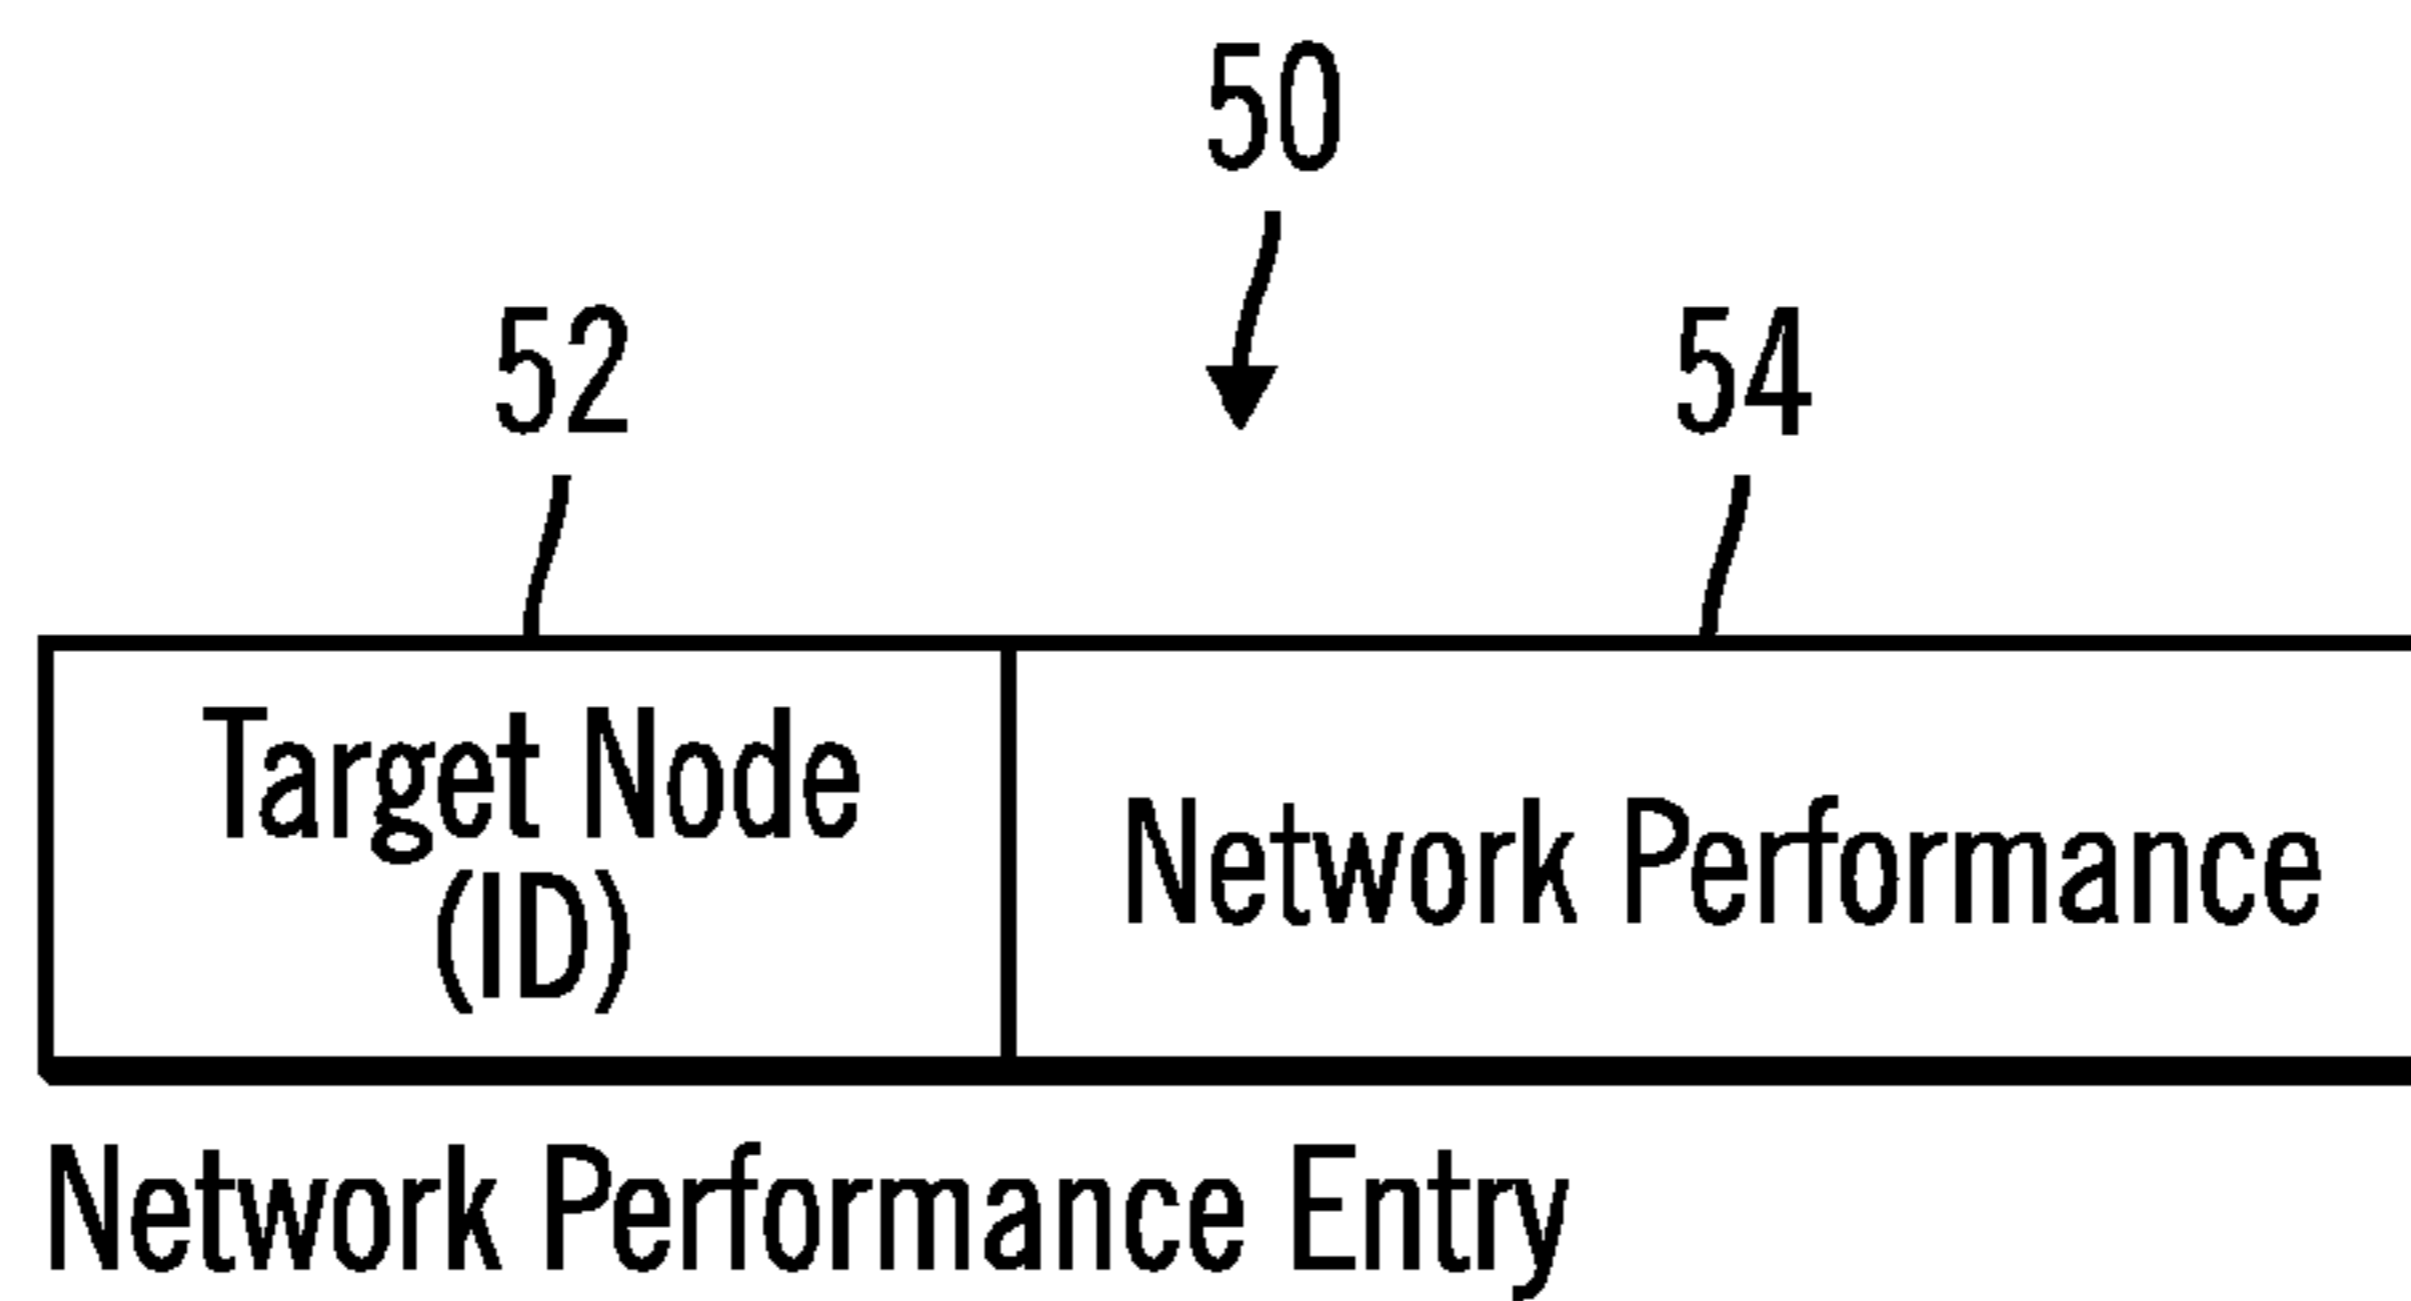 50
52
54
Target Node
(ID)
Network Performance
Network Performance Entry